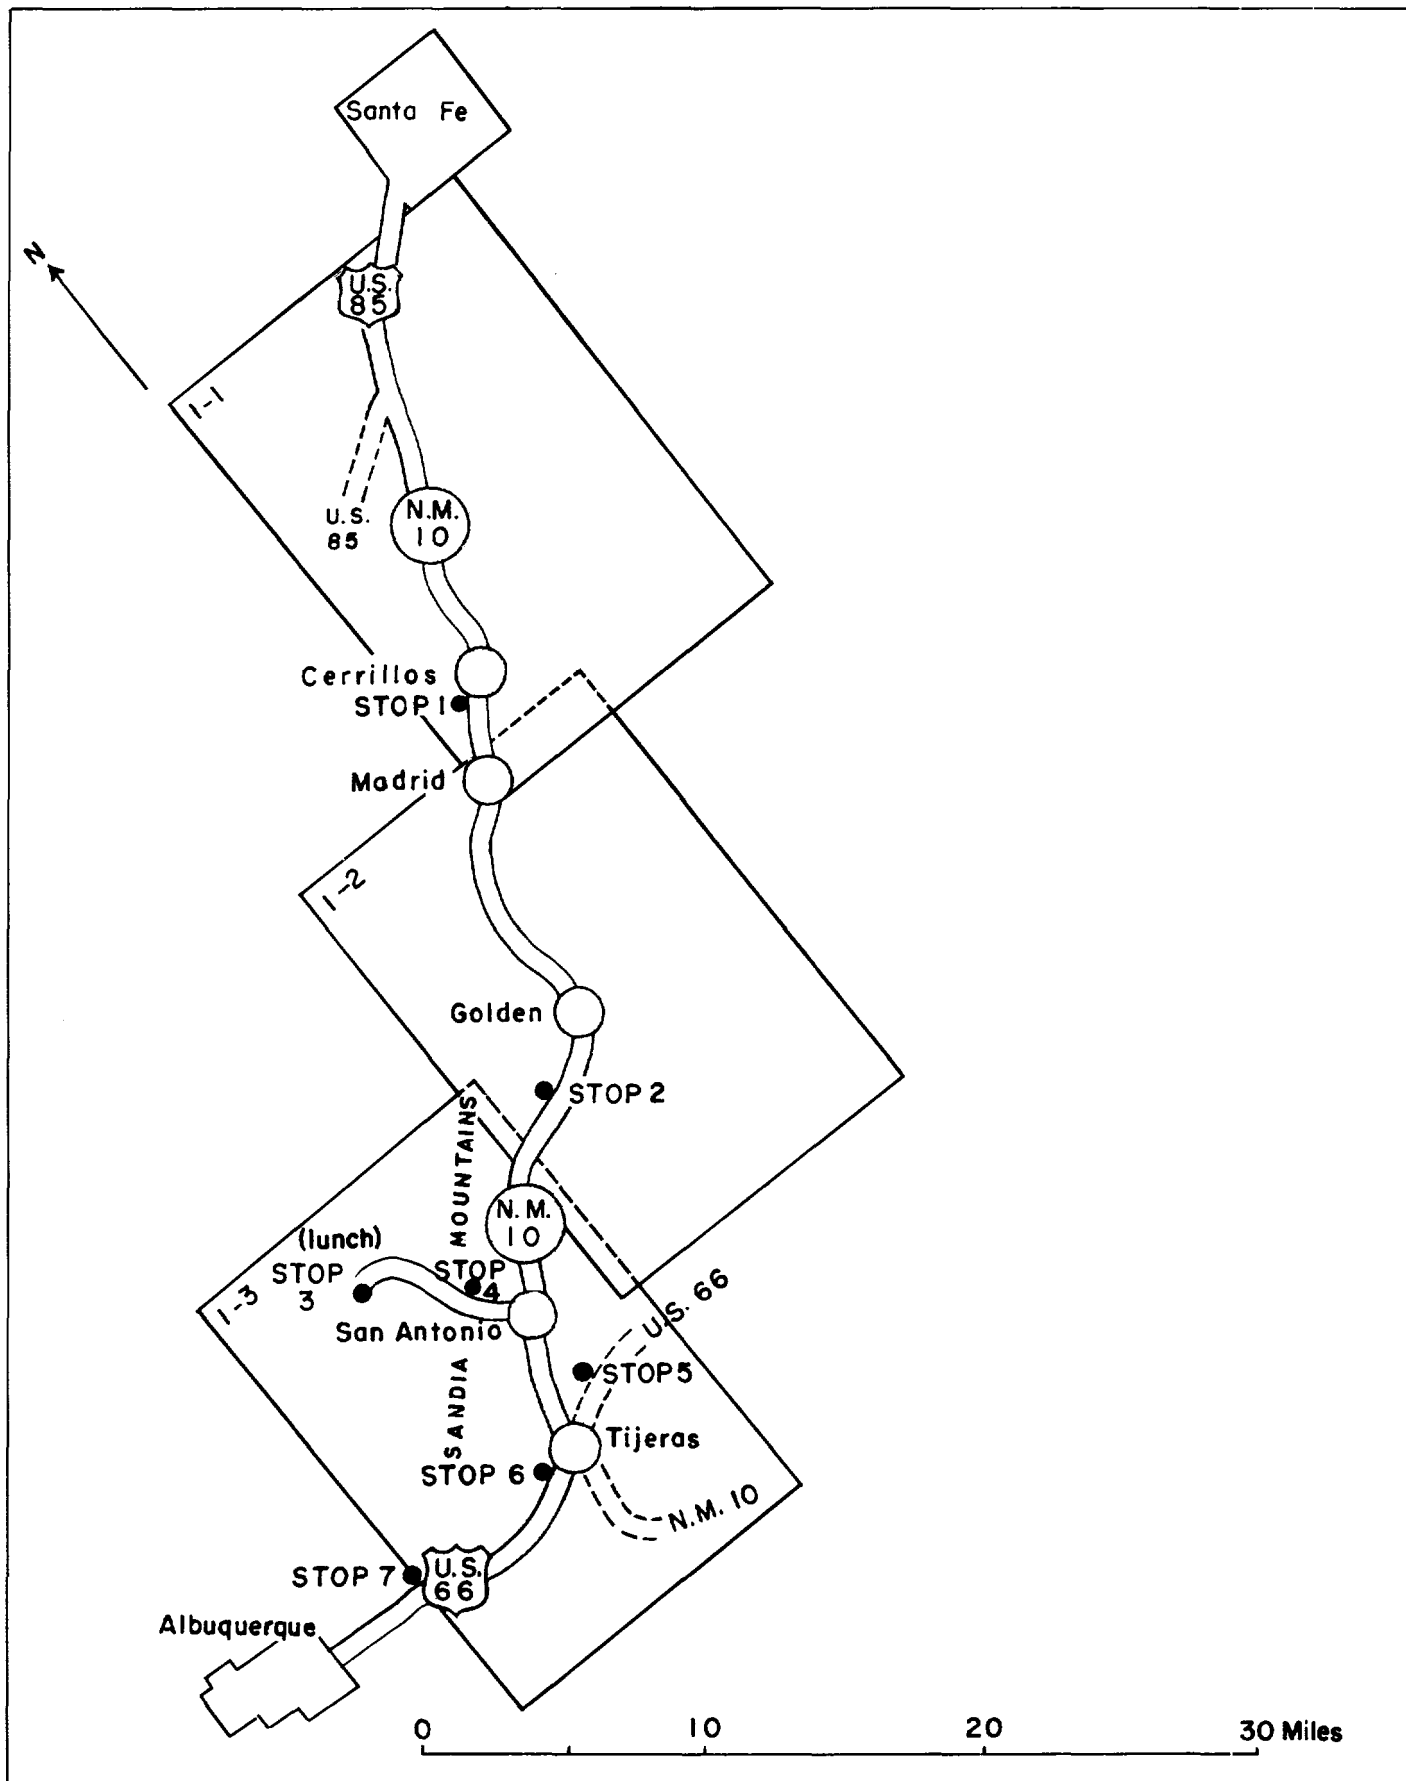 Santa Fe
N
U.S.
85
1-1
U.S.
85
N.M.
10
Cerrillos
STOP 1
Madrid
1-2
Golden
STOP 2
SANDIA MOUNTAINS
N.M.
10
(lunch)
STOP
3
STOP
4
1-3
San Antonio
U.S. 66
STOP 5
Tijeras
STOP 6
N.M. 10
STOP 7
U.S.
66
Albuquerque
0 10 20 30 Miles